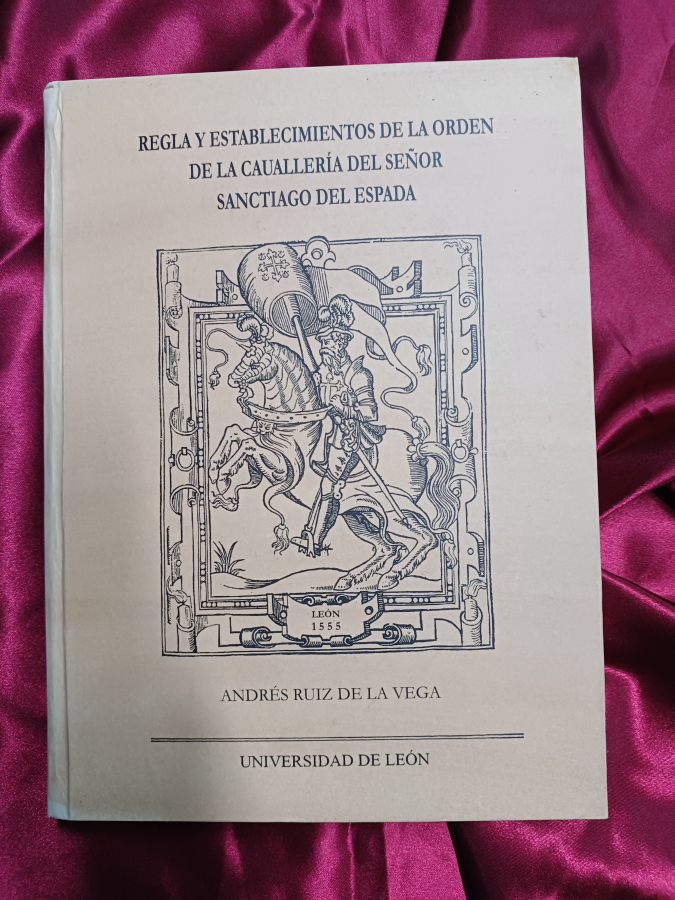 REGLA Y ESTABLECIMIENTOS DE LA ORDEN
DE LA CAUALLERÍA DEL SEÑOR
SANCTIAGO DEL ESPADA
LEÓN
1555
ANDRÉS RUIZ DE LA VEGA
UNIVERSIDAD DE LEÓN